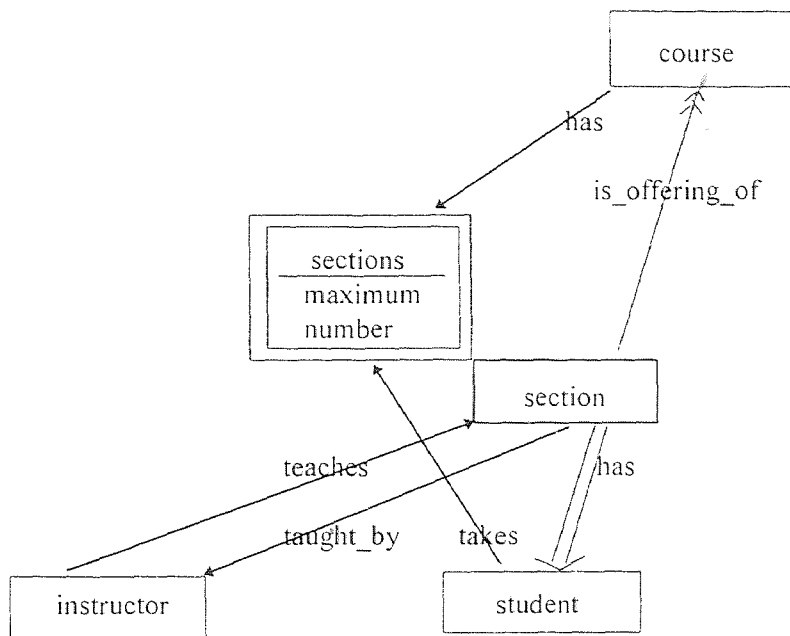 course
has
is_offering_of
sections
maximum
number
section
teaches
has
taught_by
takes
instructor
student